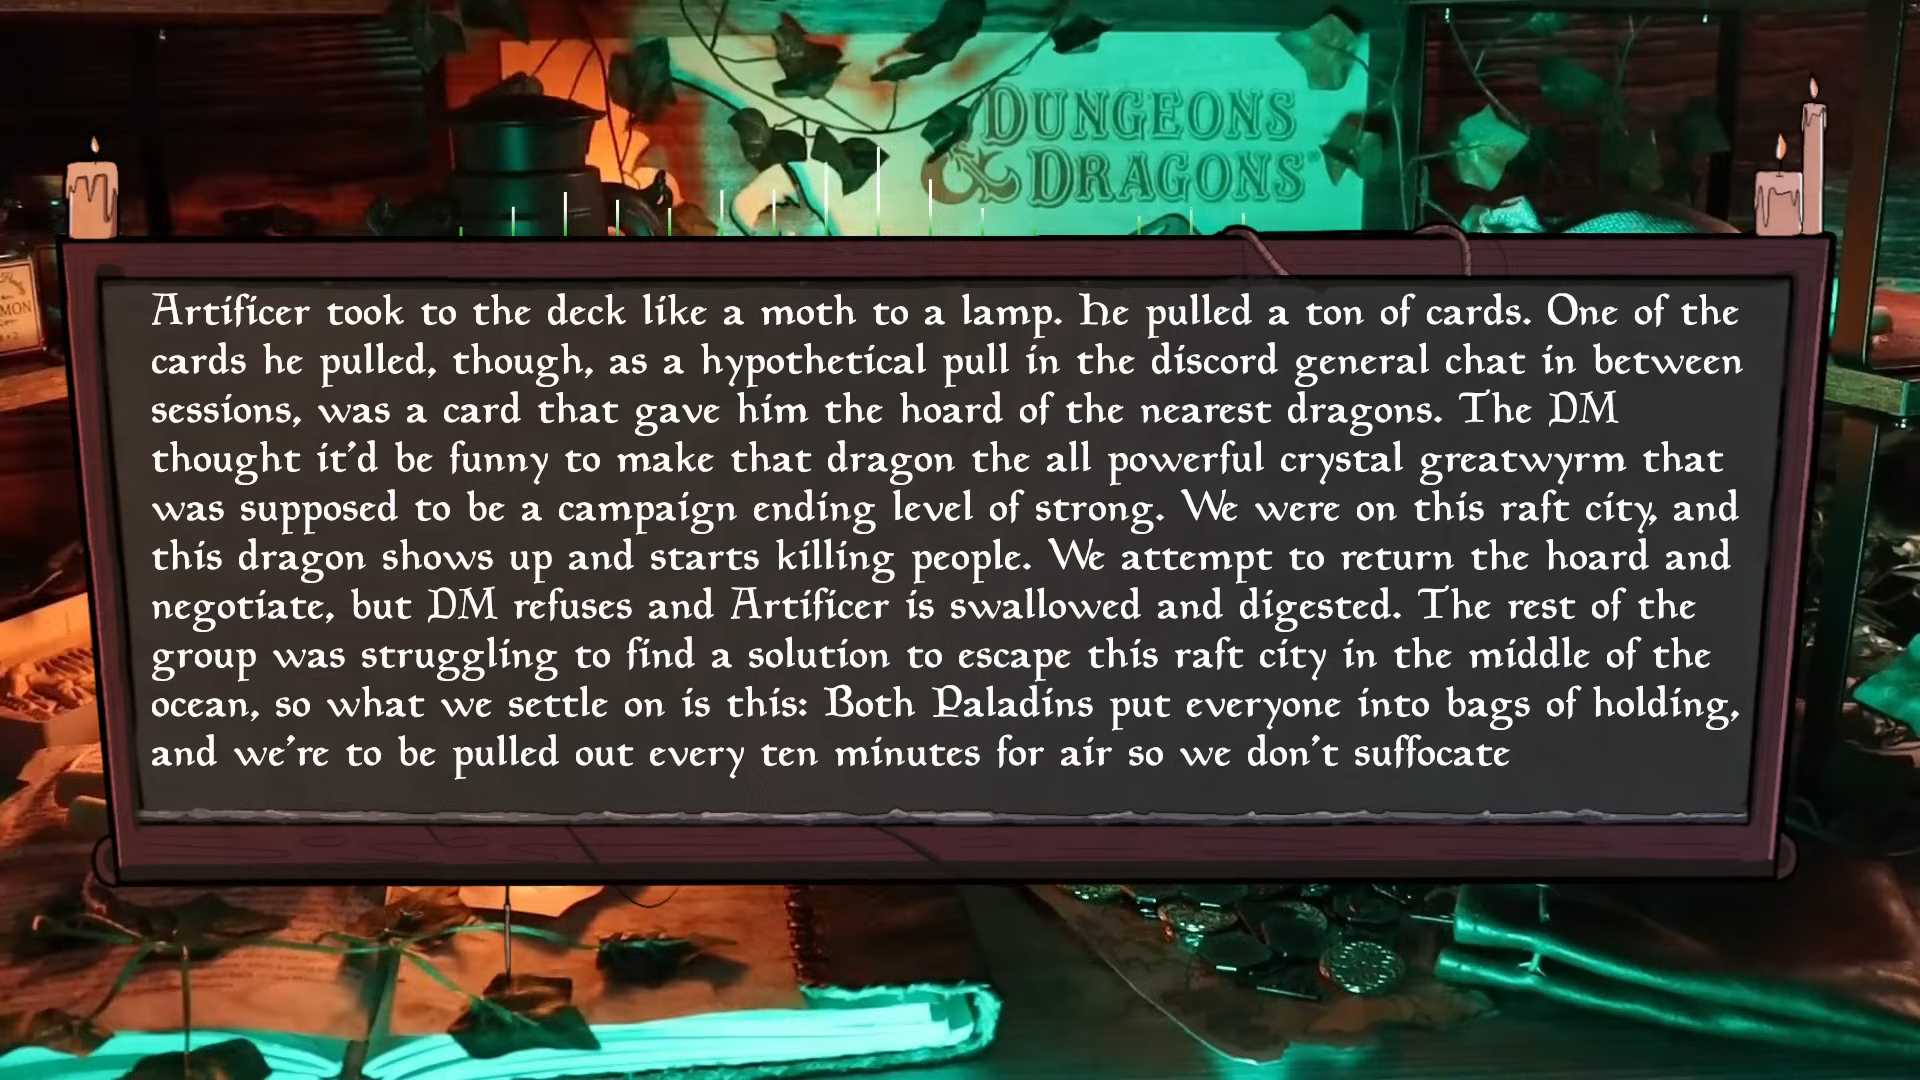 DUNGEONS
& DRAGONS
MON
Artificer took to the deck like a moth to a lamp. He pulled a ton of cards. One of the
cards he pulled, though, as a hypothetical pull in the discord general chat in between
sessions, was a card that gave him the hoard of the nearest dragons. The DM
thought it'd be funny to make that dragon the all powerful crystal greatwyrm that
was supposed to be a campaign ending level of strong. We were on this raft city, and
this dragon shows up and starts killing people. We attempt to return the hoard and
negotiate, but DM refuses and Artificer is swallowed and digested. The rest of the
group was struggling to find a solution to escape this raft city in the middle of the
ocean, so what we settle on is this: Both Paladins put everyone into bags of holding,
and we're to be pulled out every ten minutes for air so we don't suffocate